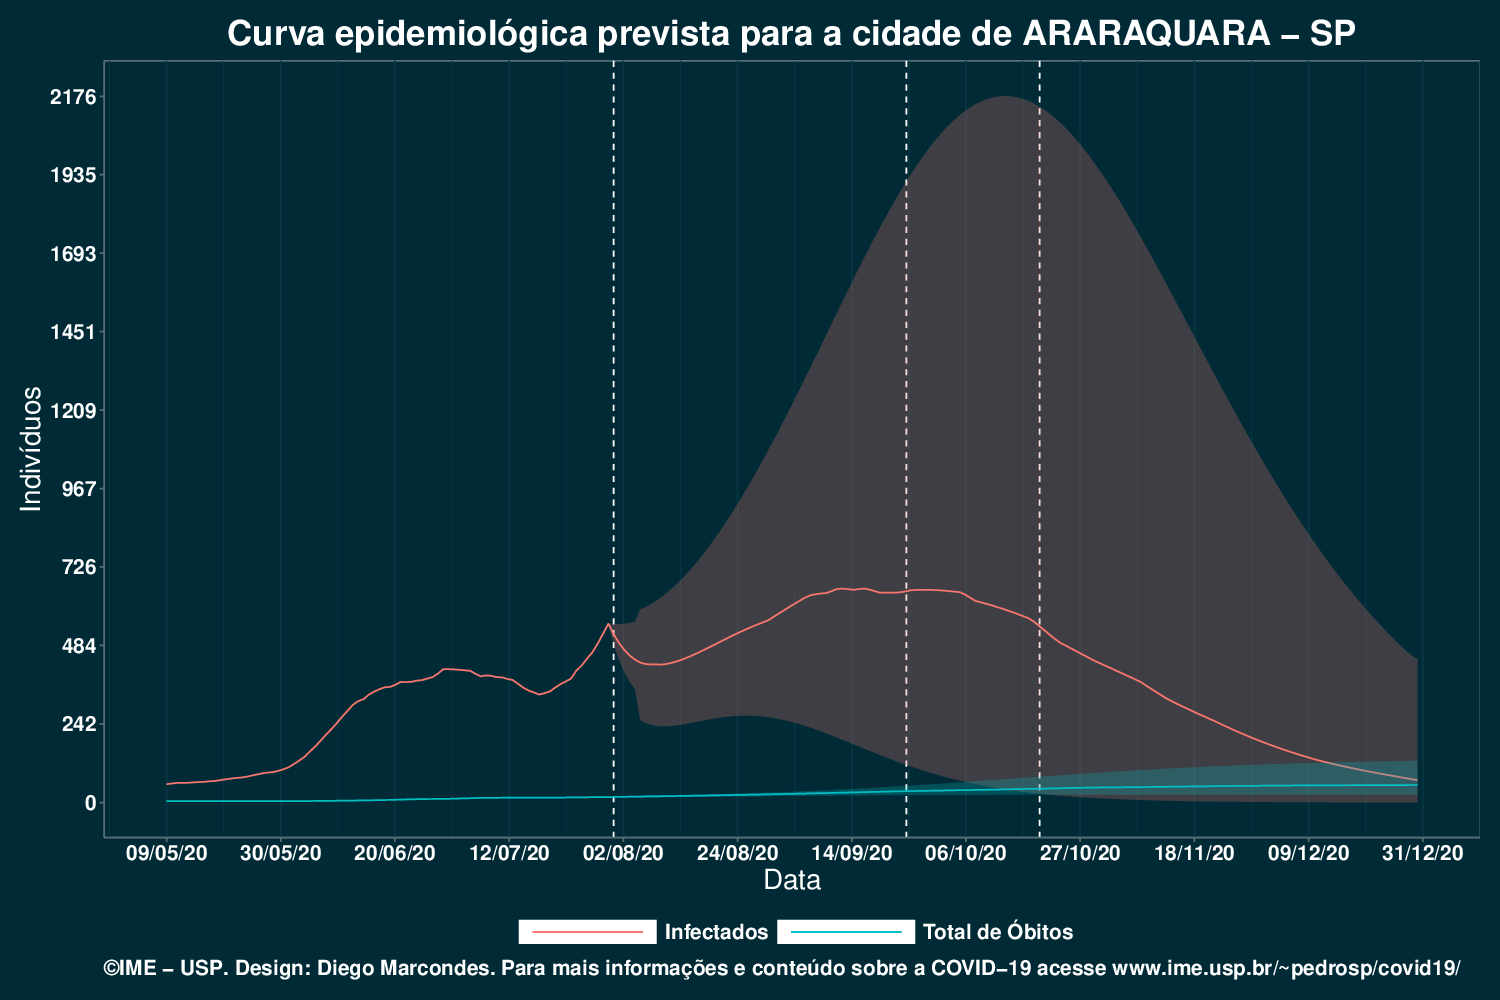 Curva epidemiológica prevista para a cidade de ARARAQUARA – SP
2176
1935
1693
1451
1209
967
726
484
242
0
Indivíduos
09/05/20 30/05/20 20/06/20 12/07/20 02/08/20 24/08/20 14/09/20 06/10/20 27/10/20 18/11/20 09/12/20 31/12/20
Data
Infectados Total de Óbitos
©IME – USP. Design: Diego Marcondes. Para mais informações e conteúdo sobre a COVID–19 acesse www.ime.usp.br/~pedrosp/covid19/